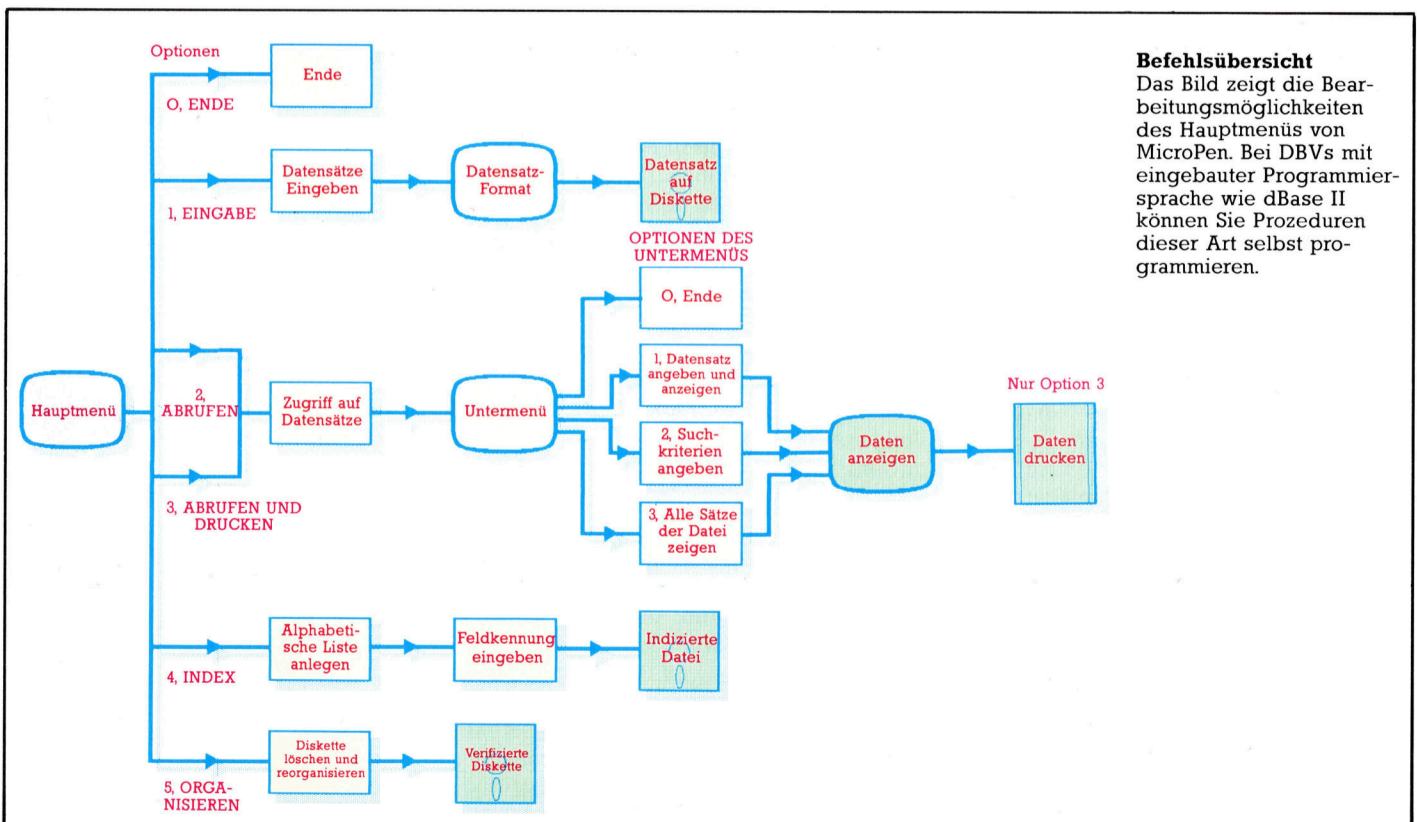 Befehlsübersicht
Das Bild zeigt die Bear-
beitungsmöglichkeiten
des Hauptmenüs von
MicroPen. Bei DBVs mit
eingebauter Programmier-
sprache wie dBase II
können Sie Prozeduren
dieser Art selbst pro-
grammieren.
Optionen
O, ENDE
Ende
1, EINGABE
Datensätze
Eingeben
Datensatz-
Format
Datensatz
auf
Diskette
Hauptmenü
2,
ABRUFEN
3, ABRUFEN UND
DRUCKEN
Zugriff auf
Datensätze
Untermenü
OPTIONEN DES
UNTERMENÜS
O, Ende
1, Datensatz
angeben und
anzeigen
2, Such-
kriterien
angeben
3, Alle Sätze
der Datei
zeigen
Daten
anzeigen
Nur Option 3
Daten
drucken
4, INDEX
Alphabeti-
sche Liste
anlegen
Feldkennung
eingeben
Indizierte
Datei
5, ORGA-
NISIEREN
Diskette
löschen und
reorganisieren
Verifizierte
Diskette